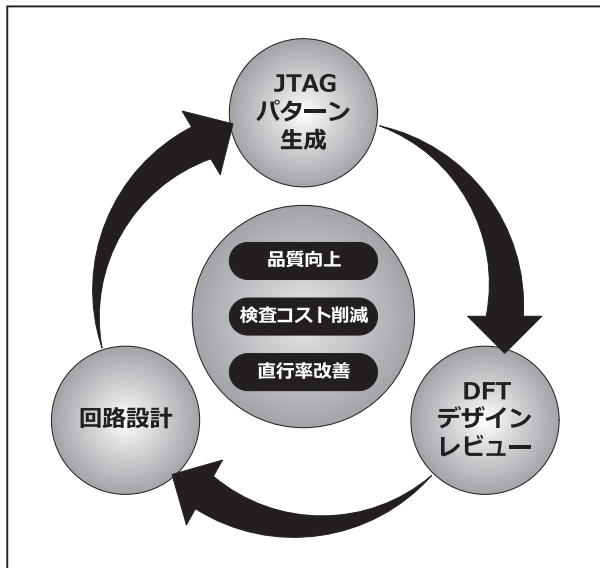 JTAG
パターン
生成
品質向上
検査コスト削減
直行率改善
回路設計
DFT
デザイン
レビュー